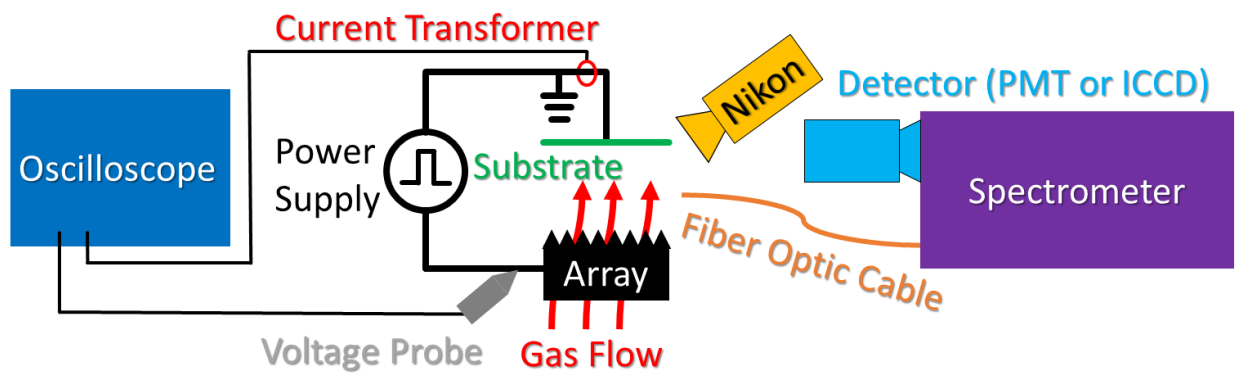 Current Transformer
Nikon
Detector (PMT or ICCD)
Oscilloscope
Power
Supply
Substrate
Spectrometer
Fiber Optic Cable
Array
Voltage Probe
Gas Flow